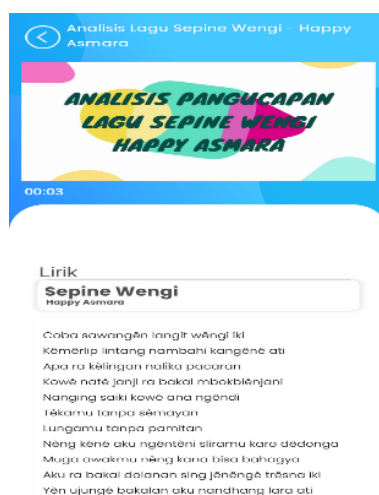 Analisis Lagu Sepine Wengi - Happy
Asmara
ANALISIS PANGUCAPAN
LAGU SEPINE WENGI
HAPPY ASMARA
00:03
Lirik
Sepine Wengi
Happy Asmara
Coba sawangên langit wêngi iki
Kêmêrlip lintang nambahi kangênê ati
Apa ra kêlingan nalika pacaran
Kowê natê janji ra bakal mbokblênjani
Nanging saiki kowê ana ngêndi
Têkamu tanpa sêmayan
Lungamu tanpa pamitan
Nêng kênê aku ngêntêni sliramu karo dêdonga
Muga awakmu nêng kana bisa bahagya
Aku ra bakal dolanan sing jênêngê trêsna iki
Yên ujungê bakalan aku nandhang lara ati